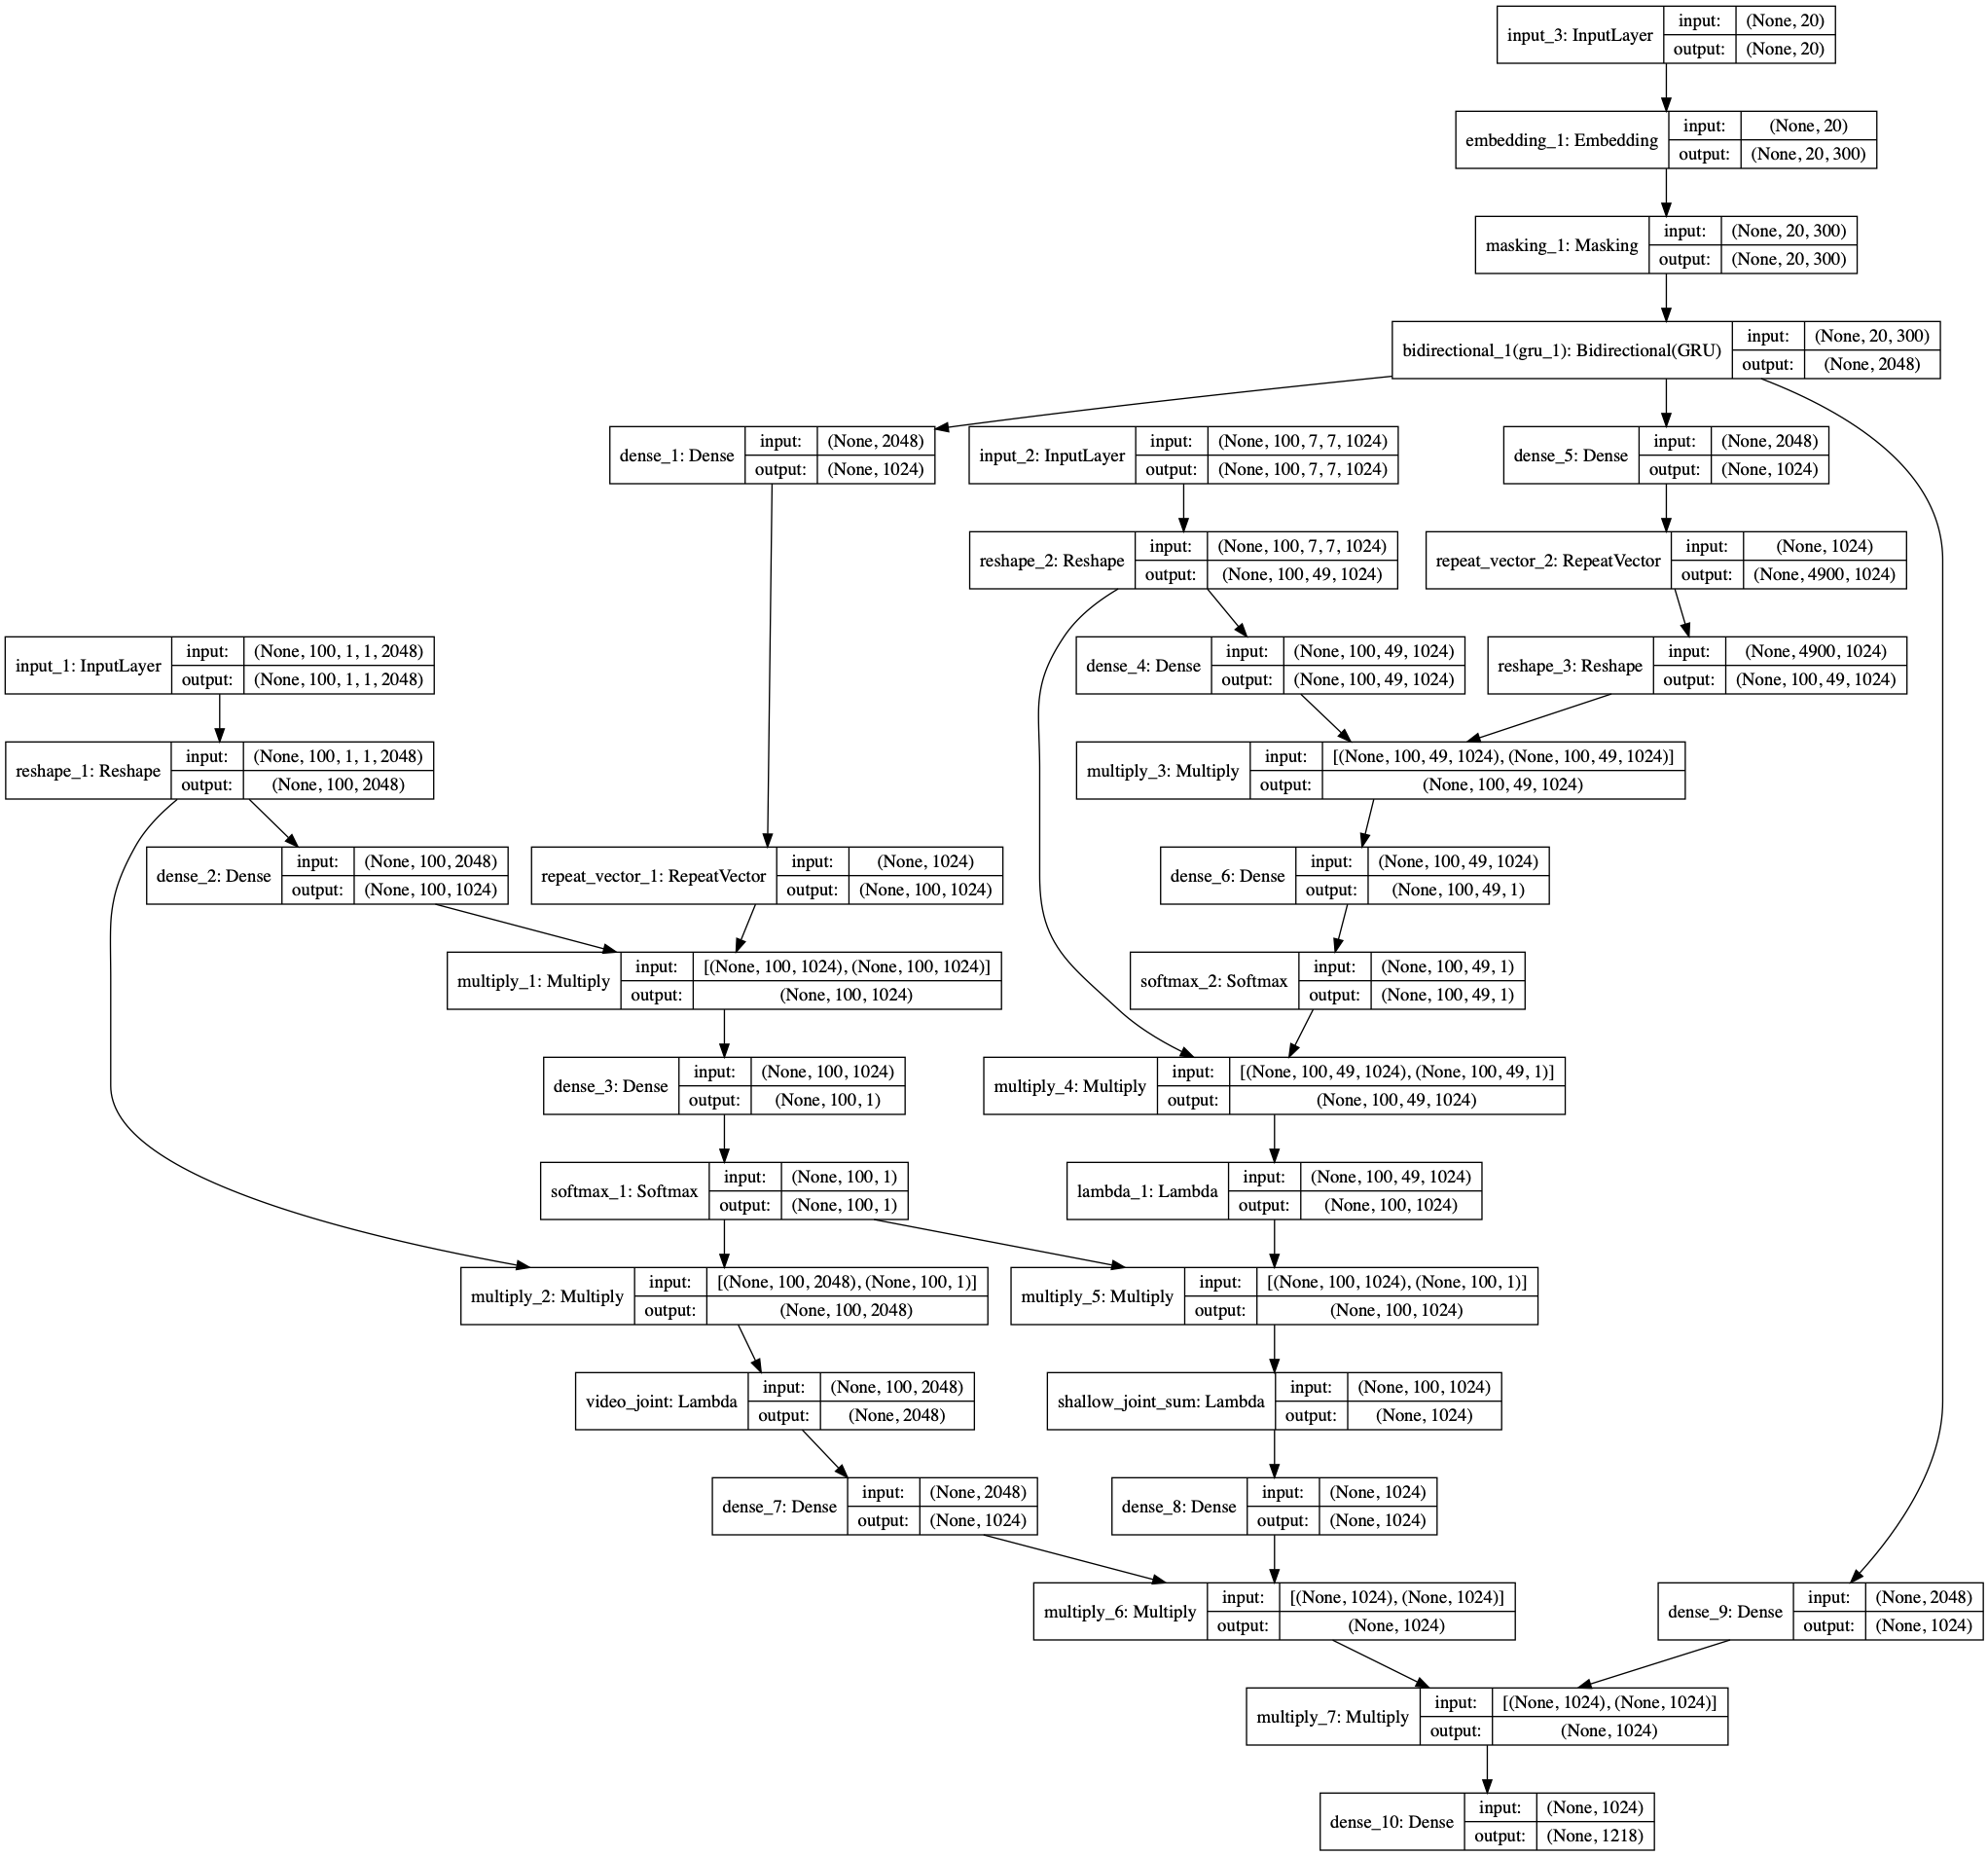 input_3: InputLayer
input: (None, 20)
output: (None, 20)
embedding_1: Embedding
input: (None, 20)
output: (None, 20, 300)
masking_1: Masking
input: (None, 20, 300)
output: (None, 20, 300)
bidirectional_1(gru_1): Bidirectional(GRU)
input: (None, 20, 300)
output: (None, 2048)
dense_1: Dense
input: (None, 2048)
output: (None, 1024)
input_2: InputLayer
input: (None, 100, 7, 7, 1024)
output: (None, 100, 7, 7, 1024)
dense_5: Dense
input: (None, 2048)
output: (None, 1024)
reshape_2: Reshape
input: (None, 100, 7, 7, 1024)
output: (None, 100, 49, 1024)
repeat_vector_2: RepeatVector
input: (None, 1024)
output: (None, 4900, 1024)
input_1: InputLayer
input: (None, 100, 1, 1, 2048)
output: (None, 100, 1, 1, 2048)
dense_4: Dense
input: (None, 100, 49, 1024)
output: (None, 100, 49, 1024)
reshape_3: Reshape
input: (None, 4900, 1024)
output: (None, 100, 49, 1024)
reshape_1: Reshape
input: (None, 100, 1, 1, 2048)
output: (None, 100, 2048)
multiply_3: Multiply
input: [(None, 100, 49, 1024), (None, 100, 49, 1024)]
output: (None, 100, 49, 1024)
dense_2: Dense
input: (None, 100, 2048)
output: (None, 100, 1024)
repeat_vector_1: RepeatVector
input: (None, 1024)
output: (None, 100, 1024)
dense_6: Dense
input: (None, 100, 49, 1024)
output: (None, 100, 49, 1)
multiply_1: Multiply
input: [(None, 100, 1024), (None, 100, 1024)]
output: (None, 100, 1024)
softmax_2: Softmax
input: (None, 100, 49, 1)
output: (None, 100, 49, 1)
dense_3: Dense
input: (None, 100, 1024)
output: (None, 100, 1)
multiply_4: Multiply
input: [(None, 100, 49, 1024), (None, 100, 49, 1)]
output: (None, 100, 49, 1024)
softmax_1: Softmax
input: (None, 100, 1)
output: (None, 100, 1)
lambda_1: Lambda
input: (None, 100, 49, 1024)
output: (None, 100, 1024)
multiply_2: Multiply
input: [(None, 100, 2048), (None, 100, 1)]
output: (None, 100, 2048)
multiply_5: Multiply
input: [(None, 100, 1024), (None, 100, 1)]
output: (None, 100, 1024)
video_joint: Lambda
input: (None, 100, 2048)
output: (None, 2048)
shallow_joint_sum: Lambda
input: (None, 100, 1024)
output: (None, 1024)
dense_7: Dense
input: (None, 2048)
output: (None, 1024)
dense_8: Dense
input: (None, 1024)
output: (None, 1024)
multiply_6: Multiply
input: [(None, 1024), (None, 1024)]
output: (None, 1024)
dense_9: Dense
input: (None, 2048)
output: (None, 1024)
multiply_7: Multiply
input: [(None, 1024), (None, 1024)]
output: (None, 1024)
dense_10: Dense
input: (None, 1024)
output: (None, 1218)